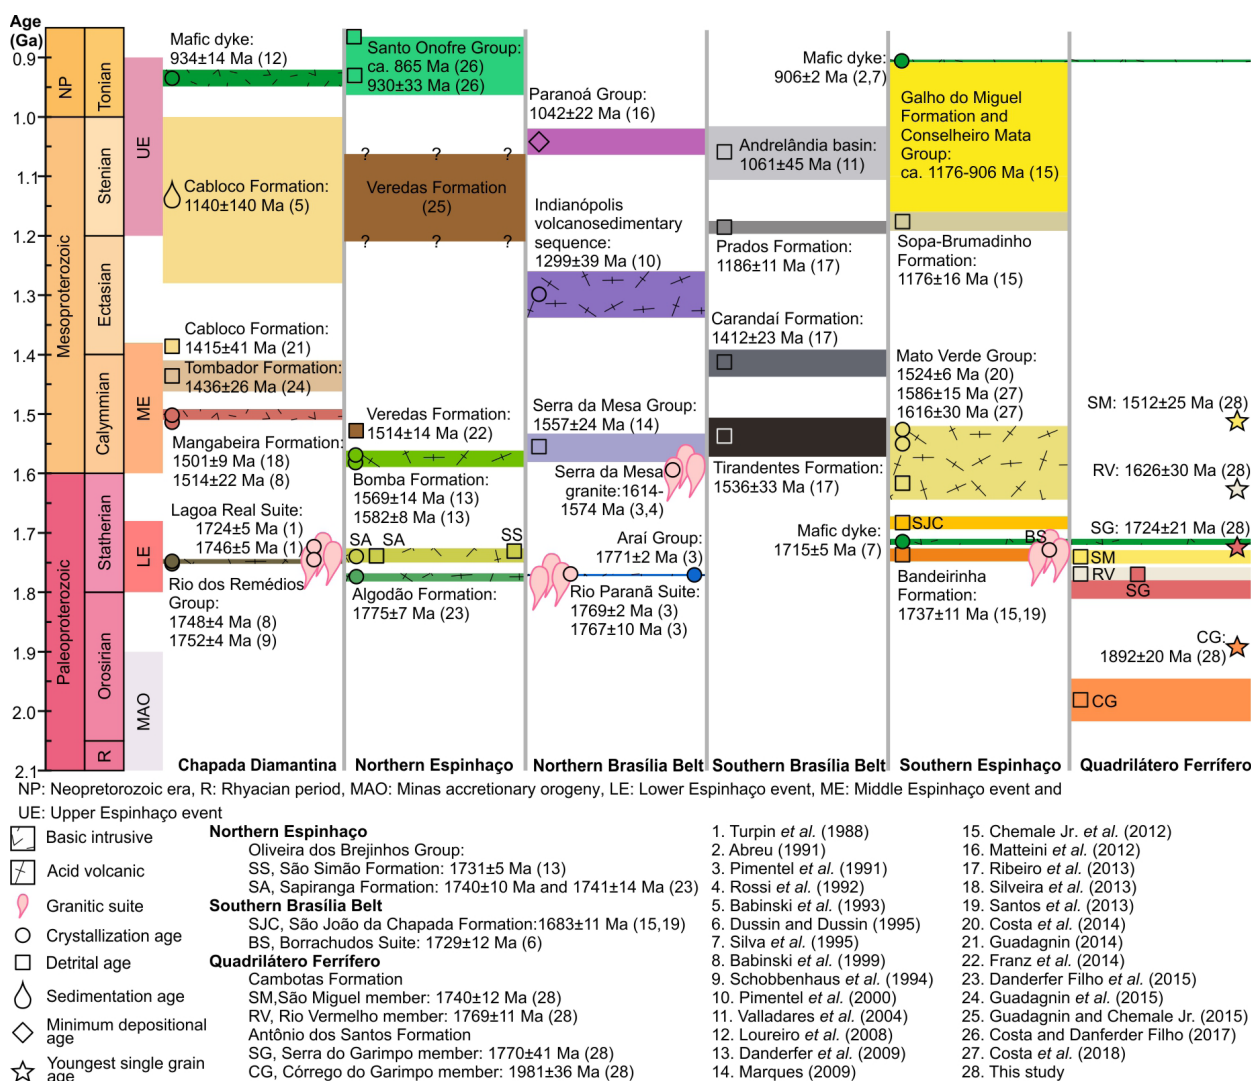 Age
(Ga)
0.9
1.0
1.1
1.2
1.3
1.4
1.5
1.6
1.7
1.8
1.9
2.0
2.1
NP
Mesoproterozoic
Paleoproterozoic
Tonian
Stenian
Ectasian
Calymmian
Statherian
Orosirian
R
UE
ME
LE
MAO
Mafic dyke:
934±14 Ma (12)
Cabloco Formation:
1140±140 Ma (5)
Cabloco Formation:
1415±41 Ma (21)
Tombador Formation:
1436±26 Ma (24)
Mangabeira Formation:
1501±9 Ma (18)
1514±22 Ma (8)
Lagoa Real Suite:
1724±5 Ma (1)
1746±5 Ma (1)
Rio dos Remédios
Group:
1748±4 Ma (8)
1752±4 Ma (9)
Chapada Diamantina
Santo Onofre Group:
ca. 865 Ma (26)
930±33 Ma (26)
? ? ?
Veredas Formation
(25)
? ? ?
Veredas Formation:
1514±14 Ma (22)
Bomba Formation:
1569±14 Ma (13)
1582±8 Ma (13)
SA SA SS
Algodão Formation:
1775±7 Ma (23)
Northern Espinhaço
Paranoá Group:
1042±22 Ma (16)
Indianópolis
volcanosedimentary
sequence:
1299±39 Ma (10)
Serra da Mesa Group:
1557±24 Ma (14)
Serra da Mesa
granite:1614-
1574 Ma (3,4)
Araí Group:
1771±2 Ma (3)
Rio Paranã Suite:
1769±2 Ma (3)
1767±10 Ma (3)
Northern Brasília Belt
Mafic dyke:
906±2 Ma (2,7)
Andrelândia basin:
1061±45 Ma (11)
Prados Formation:
1186±11 Ma (17)
Carandaí Formation:
1412±23 Ma (17)
Tirandentes Formation:
1536±33 Ma (17)
Mafic dyke:
1715±5 Ma (7)
Southern Brasília Belt
Galho do Miguel
Formation and
Conselheiro Mata
Group:
ca. 1176-906 Ma (15)
Sopa-Brumadinho
Formation:
1176±16 Ma (15)
Mato Verde Group:
1524±6 Ma (20)
1586±15 Ma (27)
1616±30 Ma (27)
SJC
BS
Bandeirinha
Formation:
1737±11 Ma (15,19)
Southern Espinhaço
SM: 1512±25 Ma (28)
RV: 1626±30 Ma (28)
SG: 1724±21 Ma (28)
SM
RV
SG
CG:
1892±20 Ma (28)
CG
Quadrilátero Ferrífero
NP: Neopretorozoic era, R: Rhyacian period, MAO: Minas accretionary orogeny, LE: Lower Espinhaço event, ME: Middle Espinhaço event and
UE: Upper Espinhaço event
Basic intrusive
Acid volcanic
Granitic suite
Crystallization age
Detrital age
Sedimentation age
Minimum depositional
age
Youngest single grain
age
Northern Espinhaço
Oliveira dos Brejinhos Group:
SS, São Simão Formation: 1731±5 Ma (13)
SA, Sapiranga Formation: 1740±10 Ma and 1741±14 Ma (23)
Southern Brasília Belt
SJC, São João da Chapada Formation:1683±11 Ma (15,19)
BS, Borrachudos Suite: 1729±12 Ma (6)
Quadrilátero Ferrífero
Cambotas Formation
SM,São Miguel member: 1740±12 Ma (28)
RV, Rio Vermelho member: 1769±11 Ma (28)
Antônio dos Santos Formation
SG, Serra do Garimpo member: 1770±41 Ma (28)
CG, Córrego do Garimpo member: 1981±36 Ma (28)
1. Turpin et al. (1988)
2. Abreu (1991)
3. Pimentel et al. (1991)
4. Rossi et al. (1992)
5. Babinski et al. (1993)
6. Dussin and Dussin (1995)
7. Silva et al. (1995)
8. Babinski et al. (1999)
9. Schobbenhaus et al. (1994)
10. Pimentel et al. (2000)
11. Valladares et al. (2004)
12. Loureiro et al. (2008)
13. Danderfer et al. (2009)
14. Marques (2009)
15. Chemale Jr. et al. (2012)
16. Matteini et al. (2012)
17. Ribeiro et al. (2013)
18. Silveira et al. (2013)
19. Santos et al. (2013)
20. Costa et al. (2014)
21. Guadagnin (2014)
22. Franz et al. (2014)
23. Danderfer Filho et al. (2015)
24. Guadagnin et al. (2015)
25. Guadagnin and Chemale Jr. (2015)
26. Costa and Danferder Filho (2017)
27. Costa et al. (2018)
28. This study